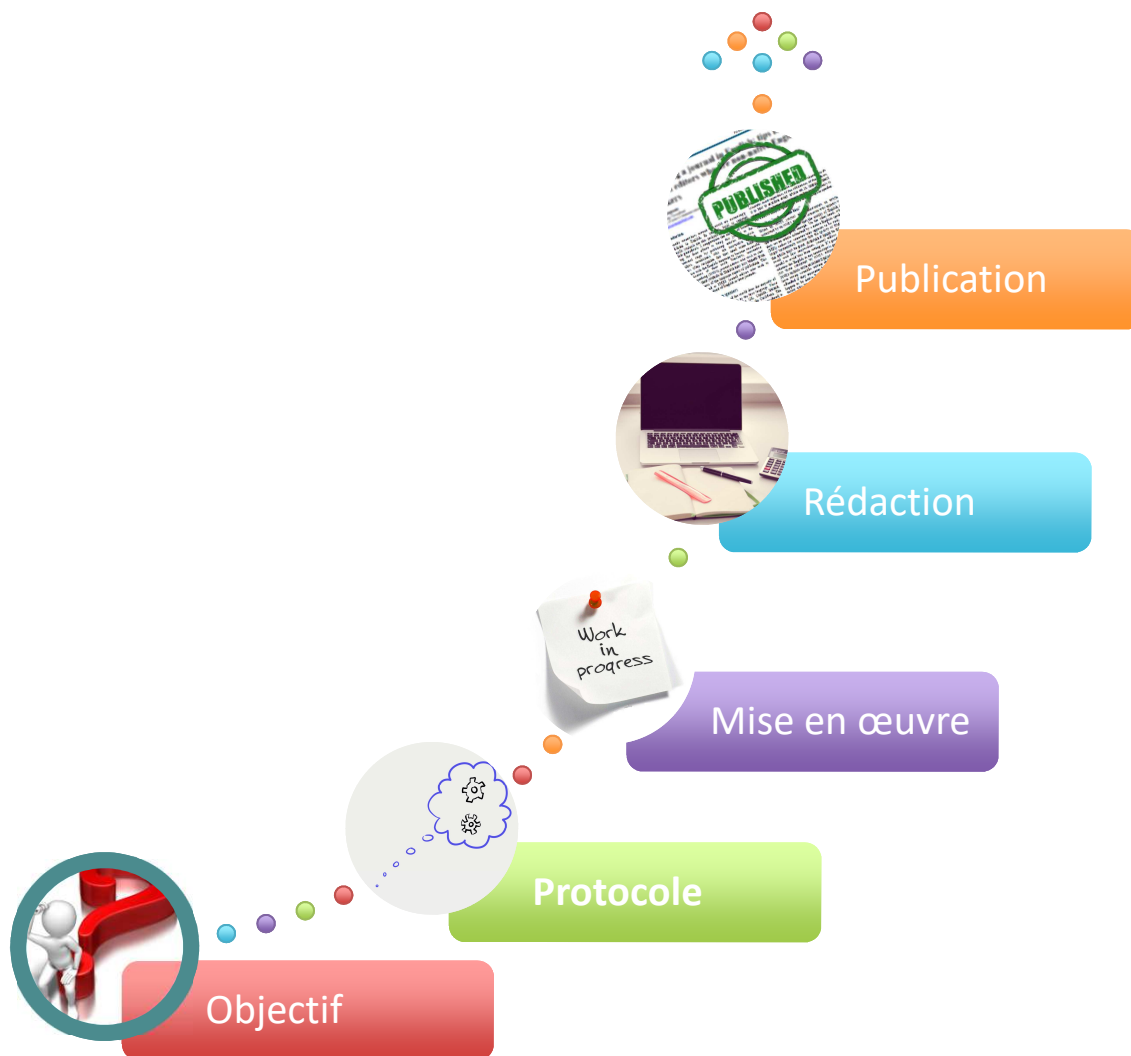 PUBLISHED
Publication
Rédaction
Work
in
progress
Mise en œuvre
Protocole
Objectif